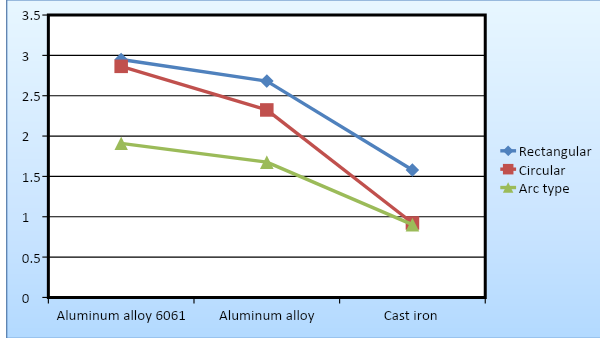 3.5
3
2.5
2
1.5
1
0.5
0
Aluminum alloy 6061
Aluminum alloy
Cast iron
Rectangular
Circular
Arc type